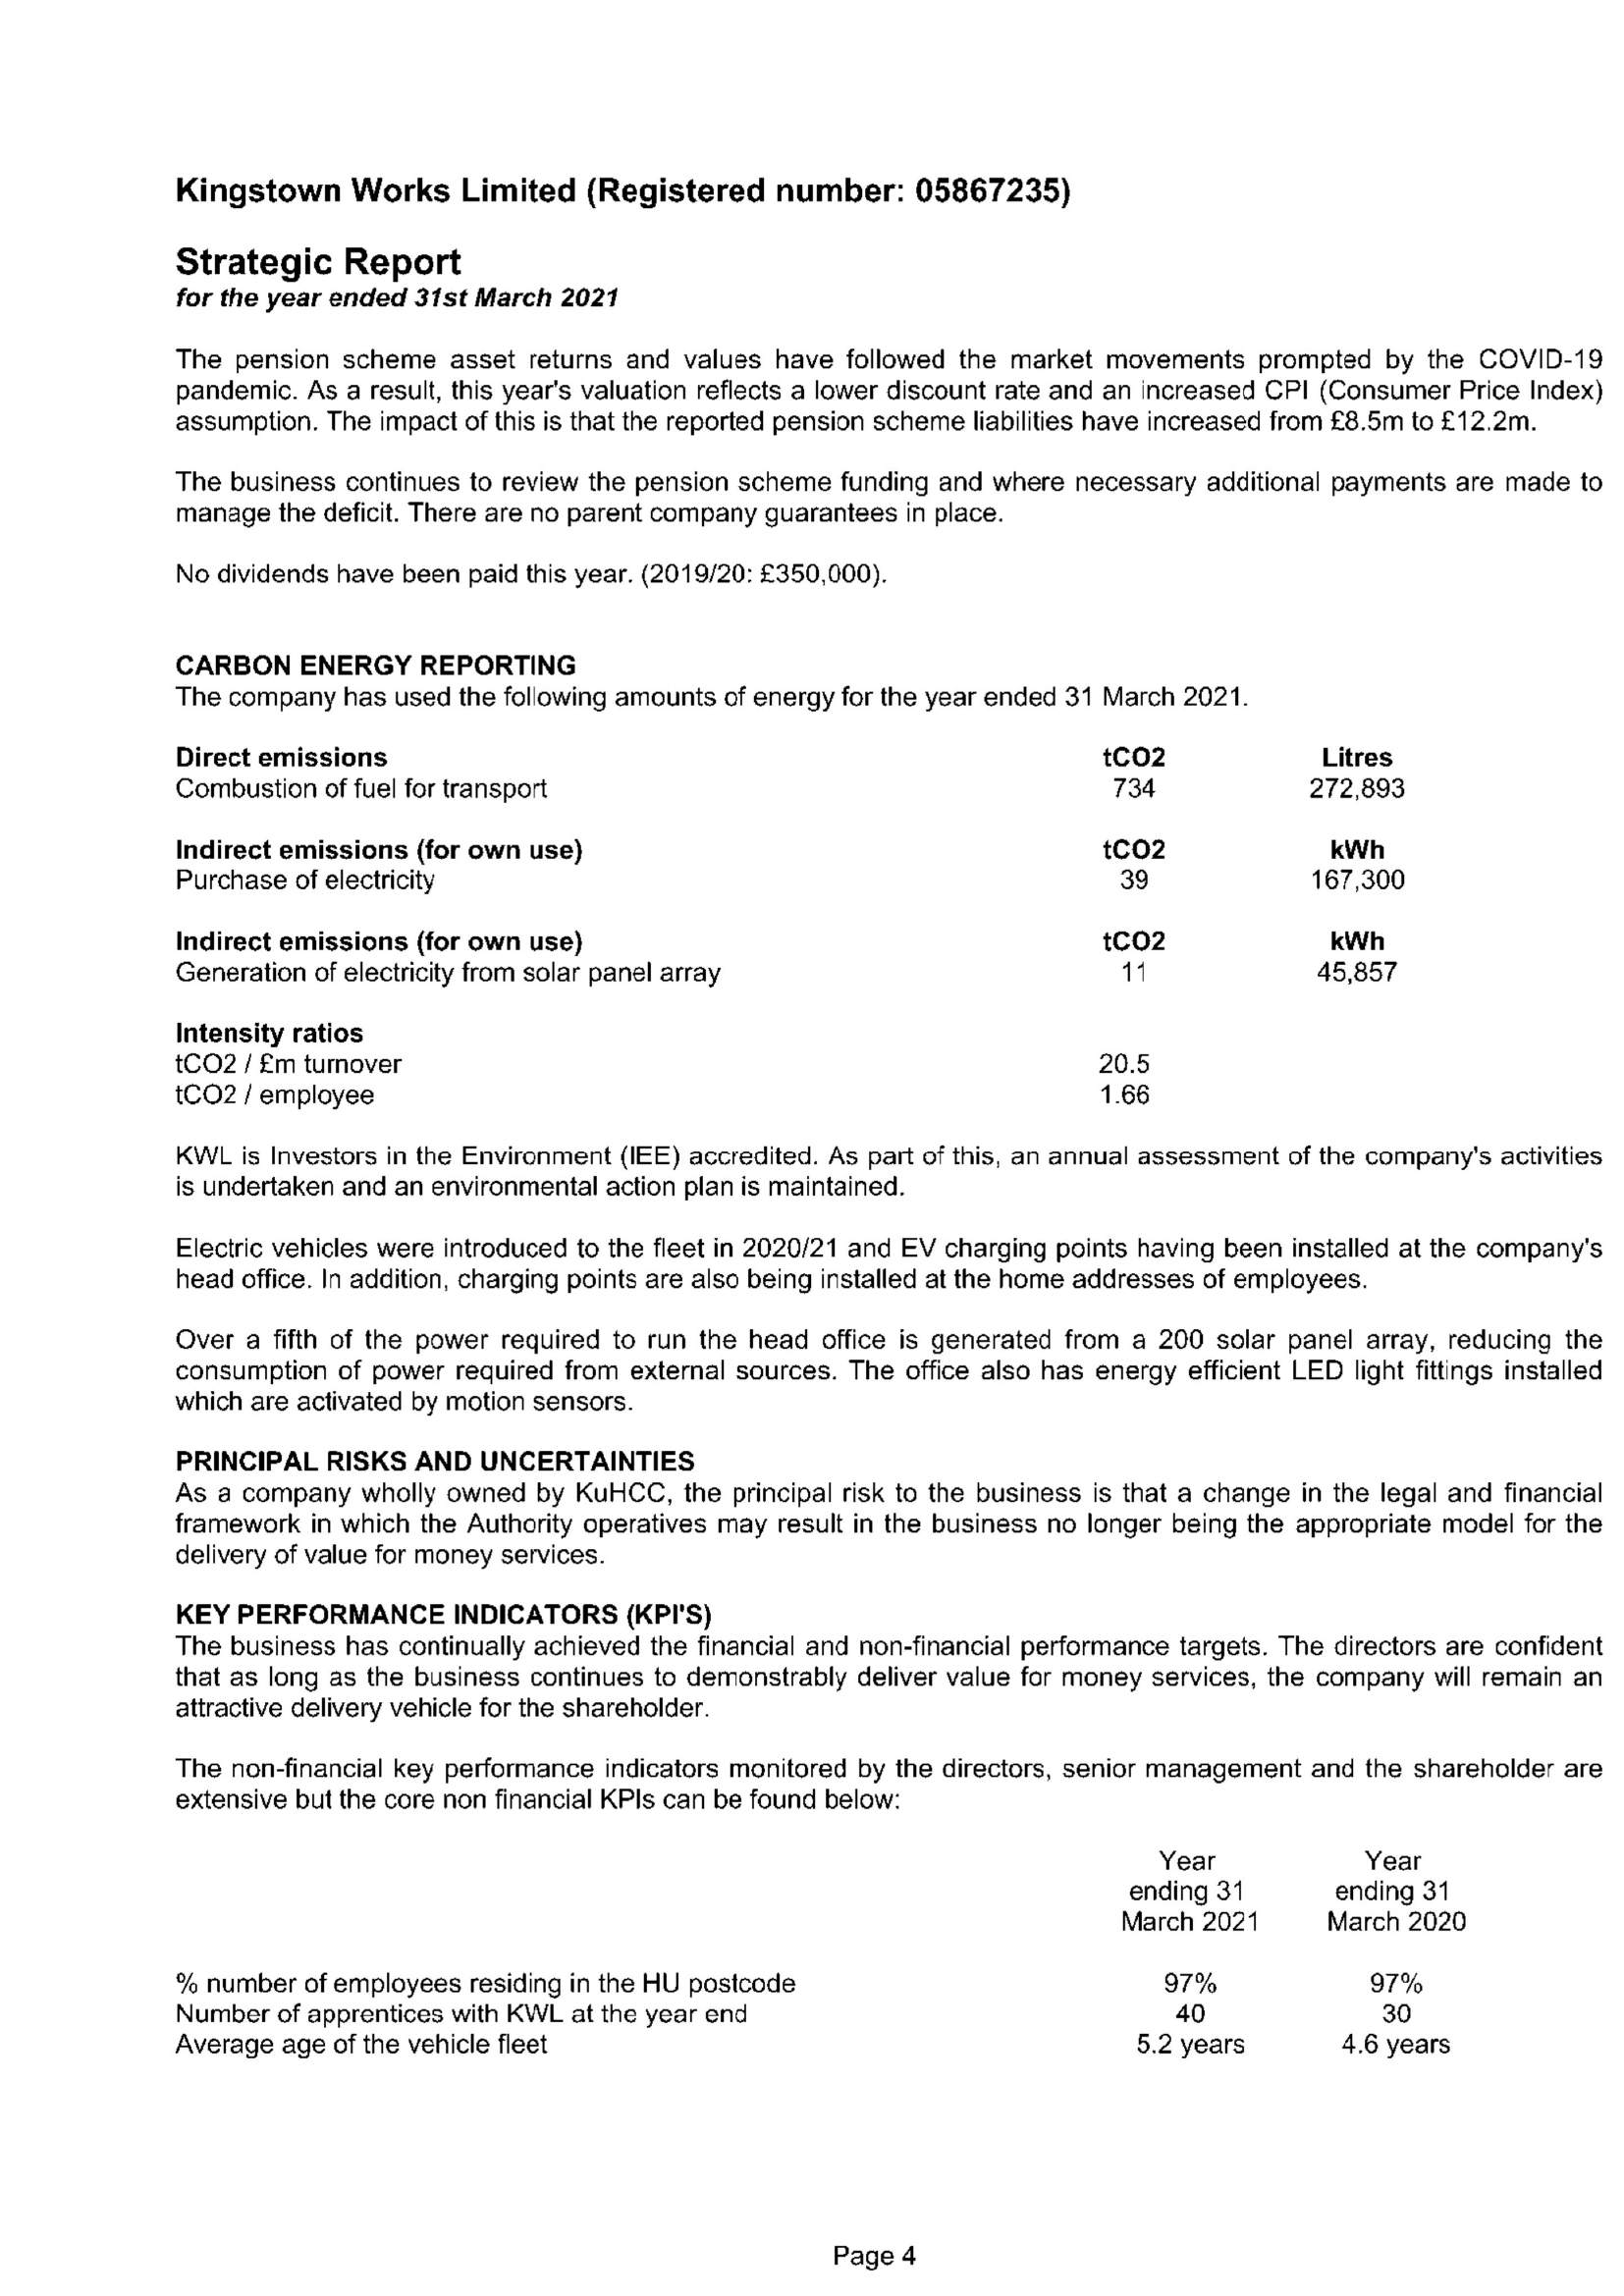 Kingstown Works Limited (Registered number: 05867235)
Strategic Report
for the year ended 31st March 2021
The pension scheme asset returns and values have followed the market movements prompted by the COVID-19
pandemic. As a result, this year's valuation reflects a lower discount rate and an increased CPI (Consumer Price Index)
assumption. The impact of this is that the reported pension scheme liabilities have increased from £8.5m to £12.2m.
The business continues to review the pension scheme funding and where necessary additional payments are made to
manage the deficit. There are no parent company guarantees in place.
No dividends have been paid this year. (2019/20: £350,000).
CARBON ENERGY REPORTING
The company has used the following amounts of energy for the year ended 31 March 2021.
Direct emissions tCO2 Litres
Combustion of fuel for transport 734 272,893
Indirect emissions (for own use) tCO2 kWh
Purchase of electricity 39 167,300
Indirect emissions (for own use) tCO2 kWh
Generation of electricity from solar panel array 11 45,857
Intensity ratios
tCO2 / £m turnover 20.5
tCO2 / employee 1.66
KWL is Investors in the Environment (IEE) accredited. As part of this, an annual assessment of the company's activities
is undertaken and an environmental action plan is maintained.
Electric vehicles were introduced to the fleet in 2020/21 and EV charging points having been installed at the company's
head office. In addition, charging points are also being installed at the home addresses of employees.
Over a fifth of the power required to run the head office is generated from a 200 solar panel array, reducing the
consumption of power required from external sources. The office also has energy efficient LED light fittings installed
which are activated by motion sensors.
PRINCIPAL RISKS AND UNCERTAINTIES
As a company wholly owned by KuHCC, the principal risk to the business is that a change in the legal and financial
framework in which the Authority operatives may result in the business no longer being the appropriate model for the
delivery of value for money services.
KEY PERFORMANCE INDICATORS (KPI'S)
The business has continually achieved the financial and non-financial performance targets. The directors are confident
that as long as the business continues to demonstrably deliver value for money services, the company will remain an
attractive delivery vehicle for the shareholder.
The non-financial key performance indicators monitored by the directors, senior management and the shareholder are
extensive but the core non financial KPIs can be found below:
Year Year
ending 31 ending 31
March 2021 March 2020
% number of employees residing in the HU postcode 97% 97%
Number of apprentices with KWL at the year end 40 30
Average age of the vehicle fleet 5.2 years 4.6 years
Page 4